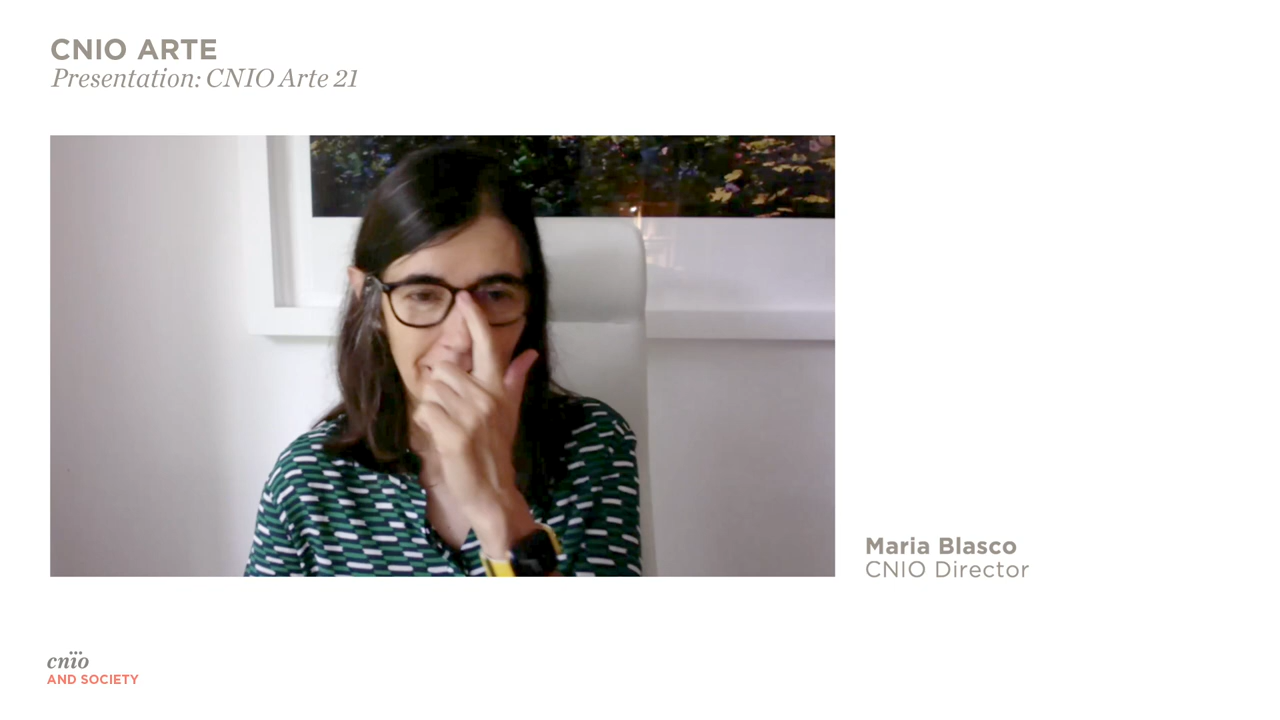 CNIO ARTE
Presentation: CNIO Arte 21
Maria Blasco
CNIO Director
cnio
AND SOCIETY